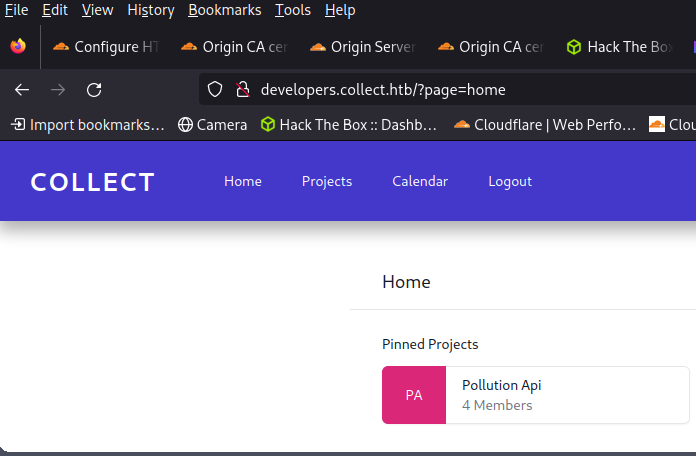 File Edit View History Bookmarks Tools Help
Configure HT Origin CA cer Origin Server Origin CA cer Hack The Bo
developers.collect.htb/?page=home
Import bookmarks… Camera Hack The Box :: Dashb… Cloudflare | Web Perfo… Clou
COLLECT Home Projects Calendar Logout
Home
Pinned Projects
PA Pollution Api
4 Members